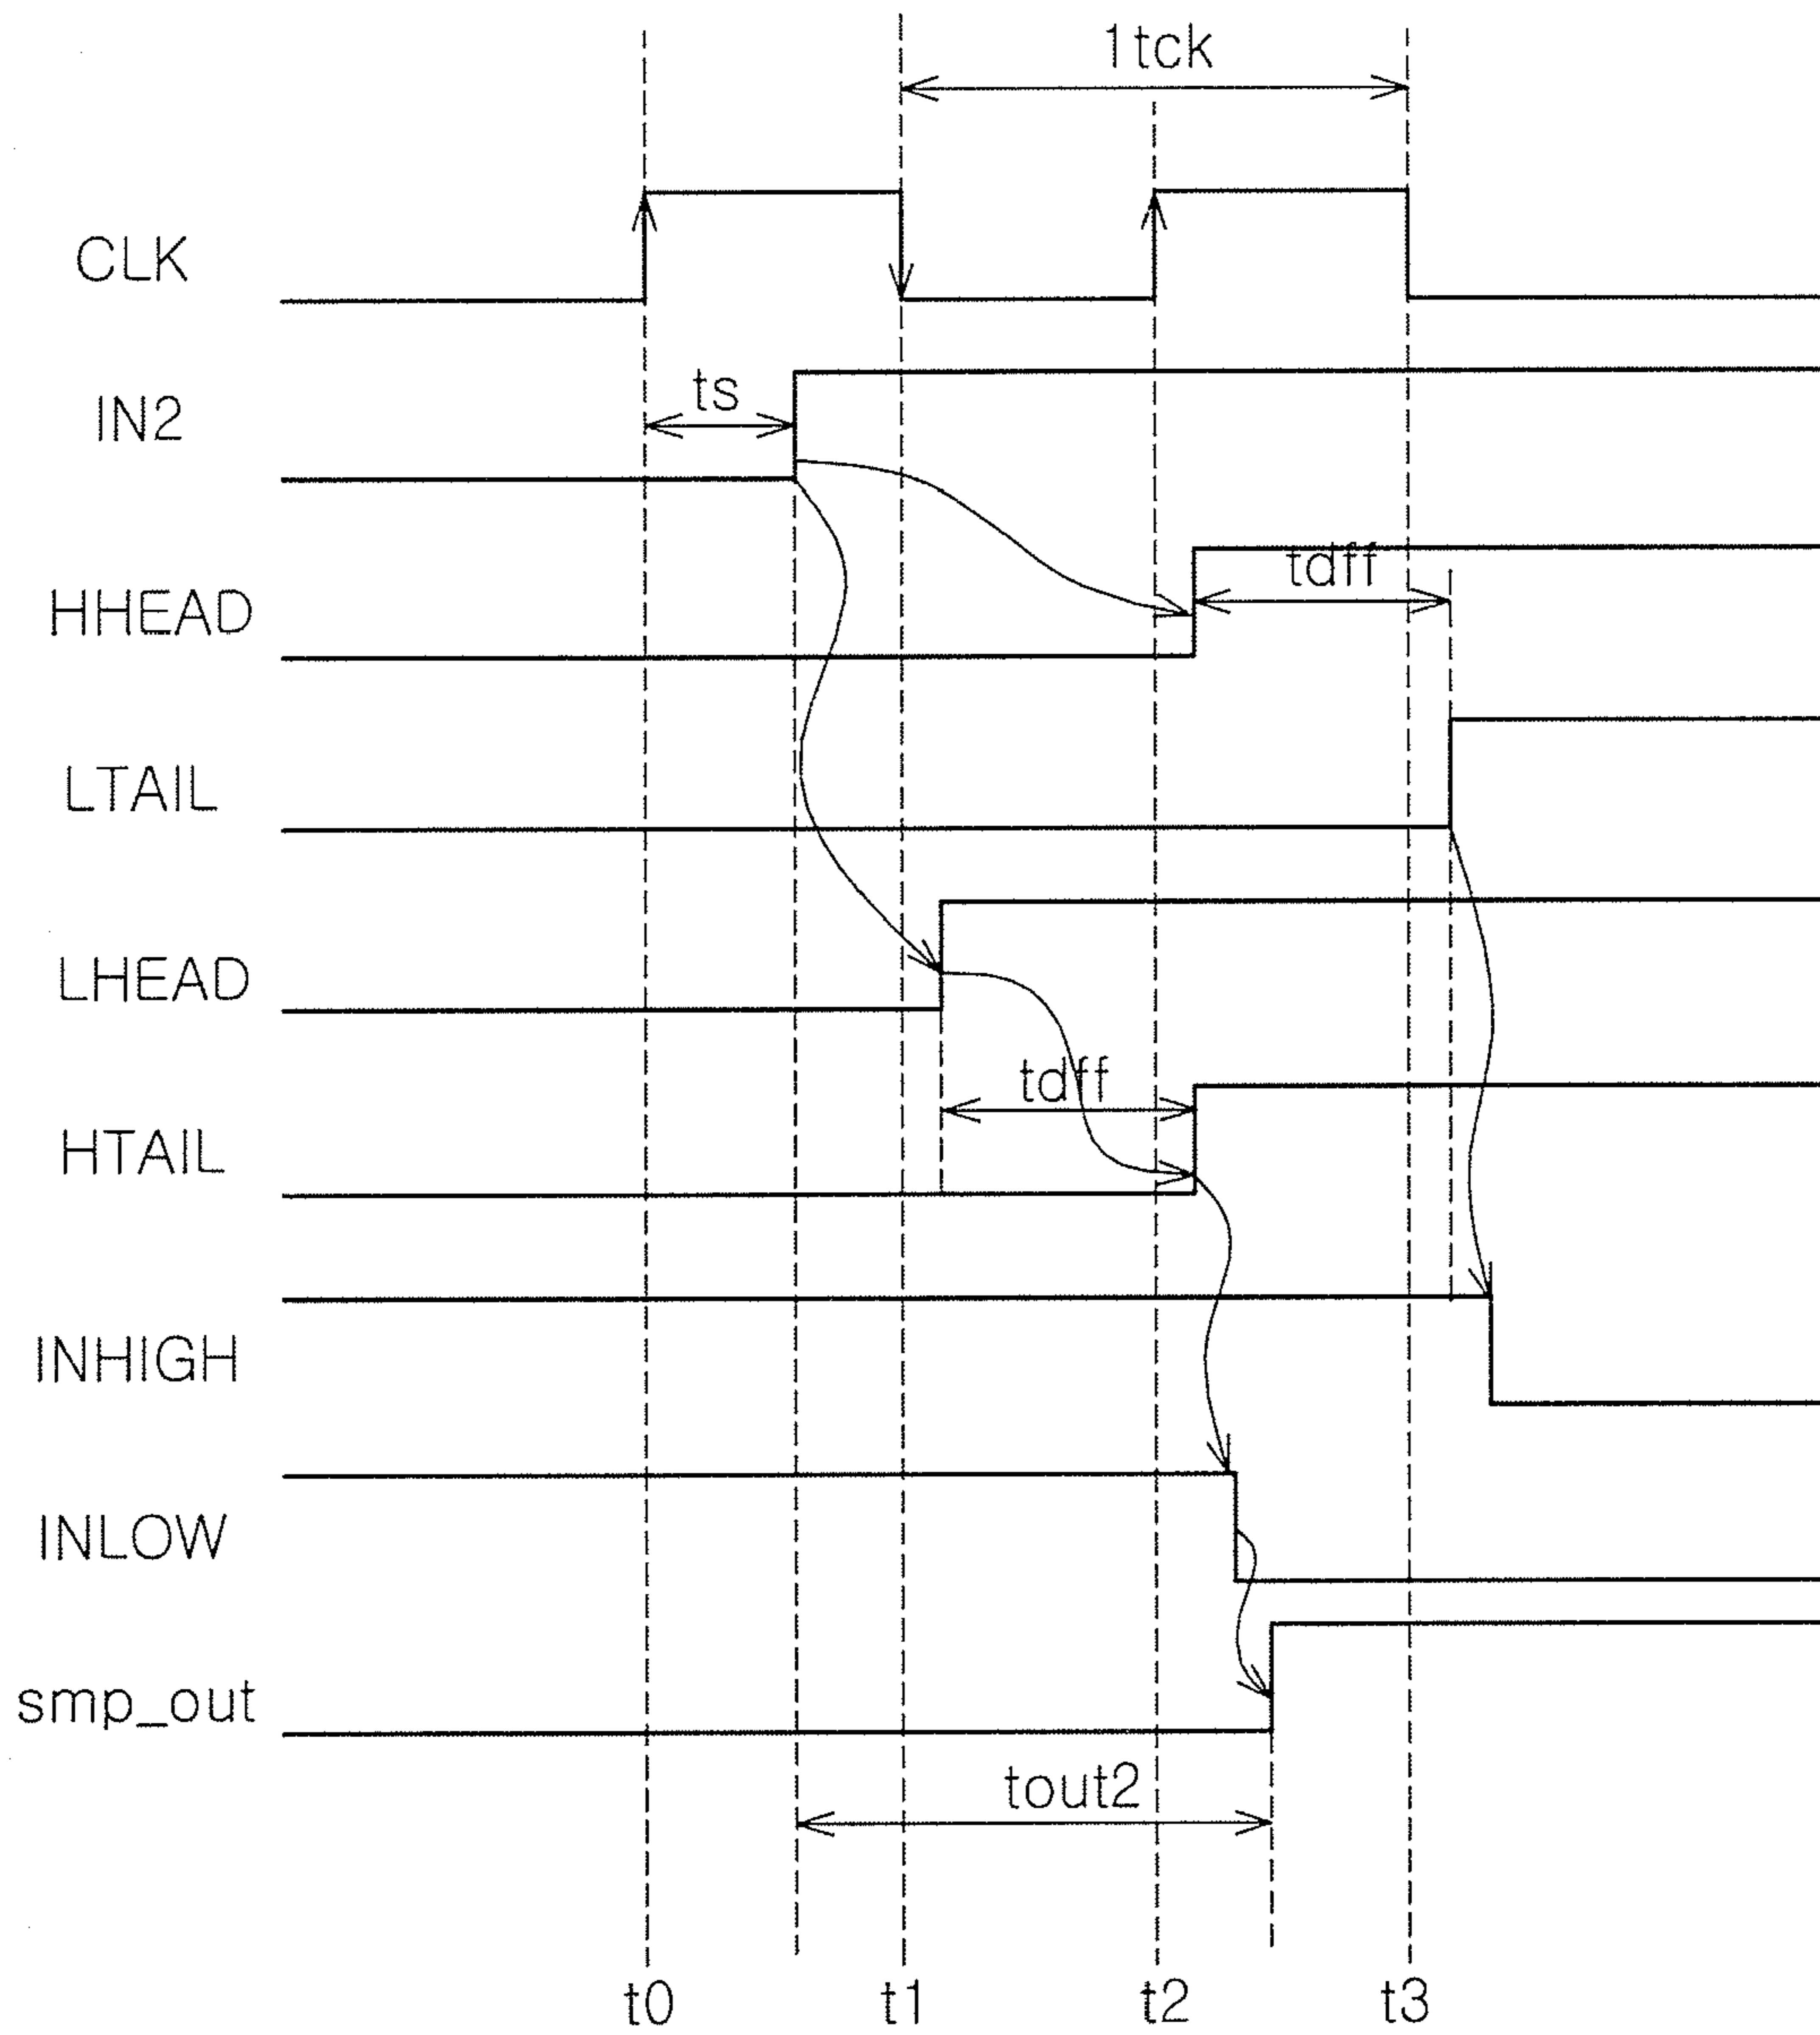 1tck
CLK
IN2
ts
HHEAD
tdff
LTAIL
LHEAD
tdff
HTAIL
INHIGH
INLOW
smp_out
tout2
t0 t1 t2 t3